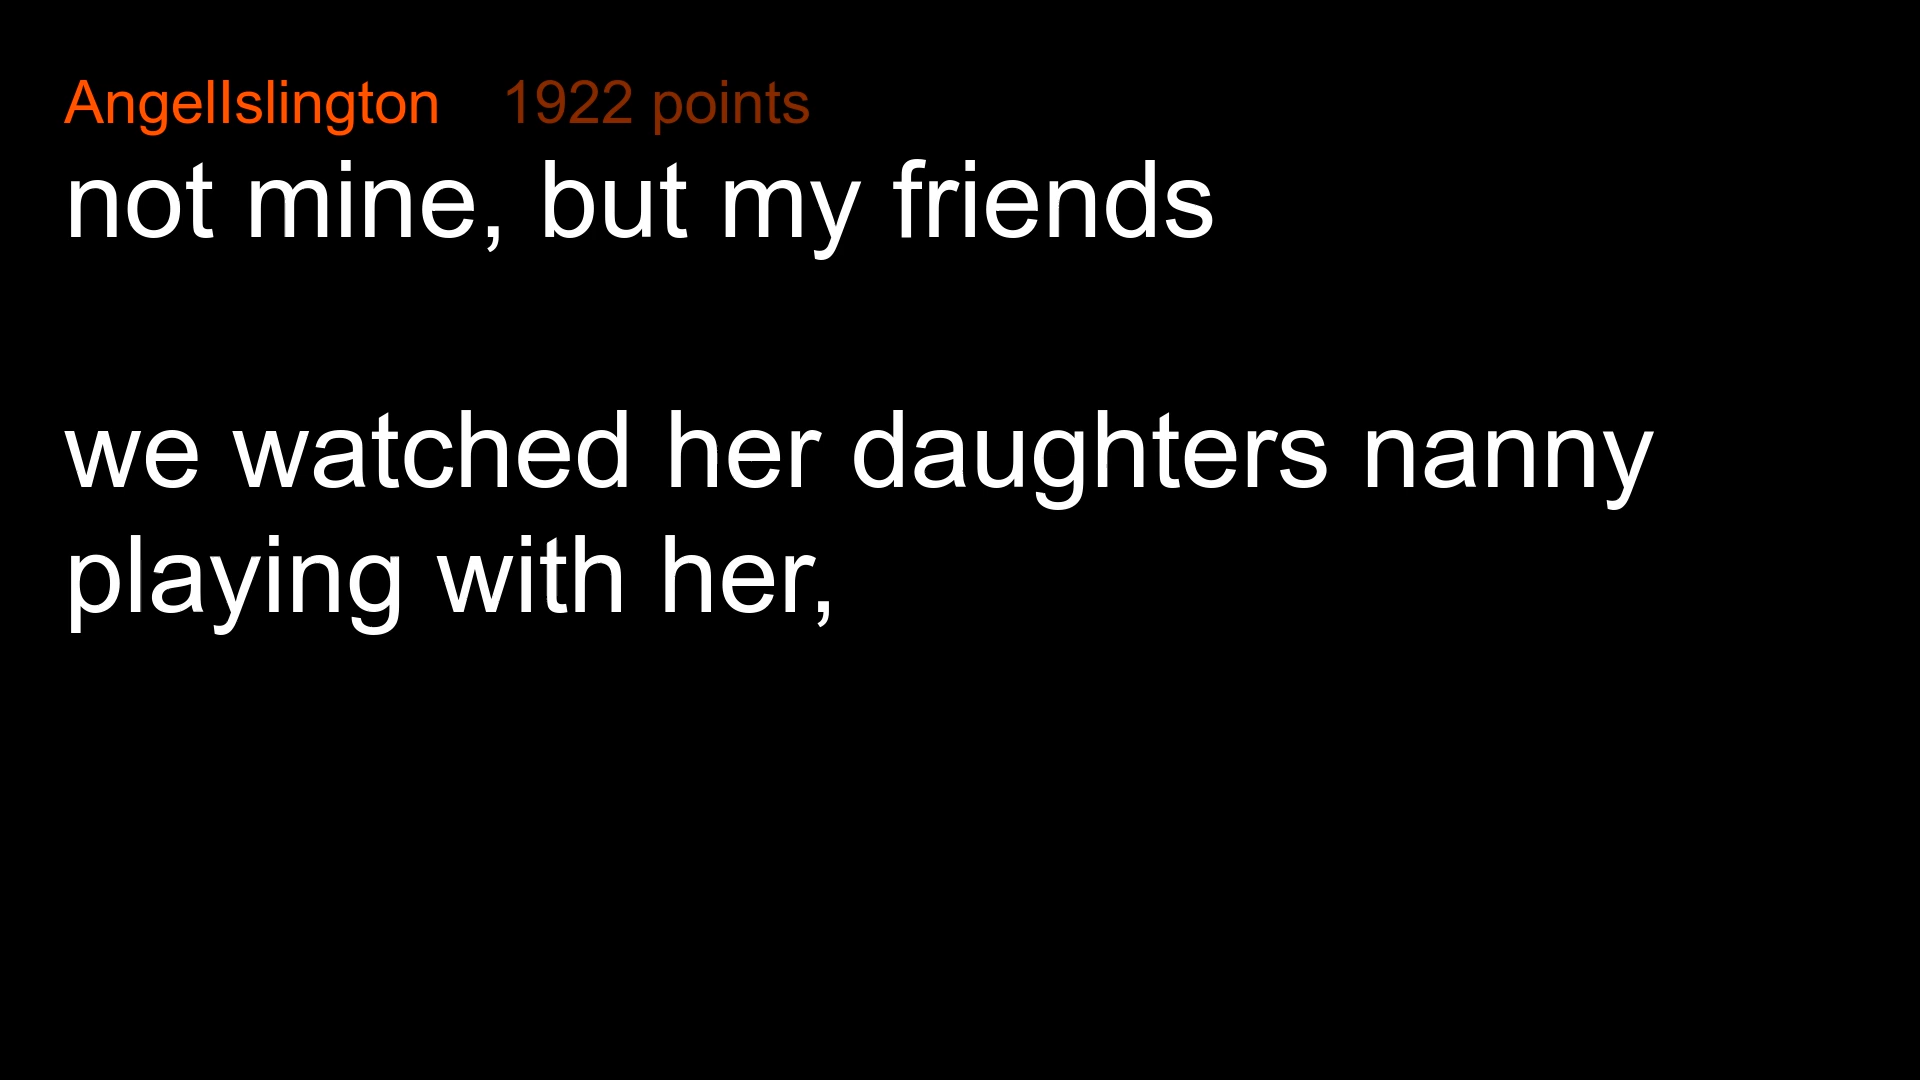 AngelIslington 1922 points
not mine, but my friends
we watched her daughters nanny
playing with her,